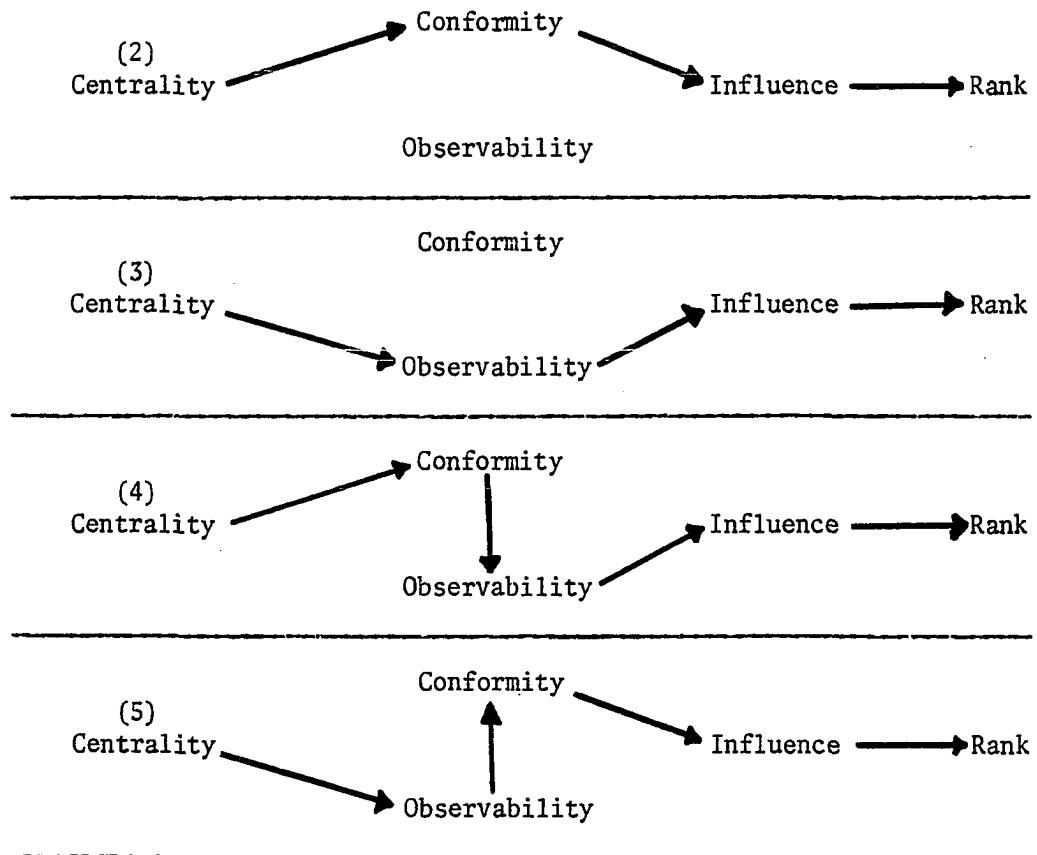 Conformity
(2)
Centrality Influence Rank
Observability
Conformity
(3)
Centrality Influence Rank
Observability
Conformity
(4)
Centrality Influence Rank
Observability
Conformity
(5)
Centrality Influence Rank
Observability